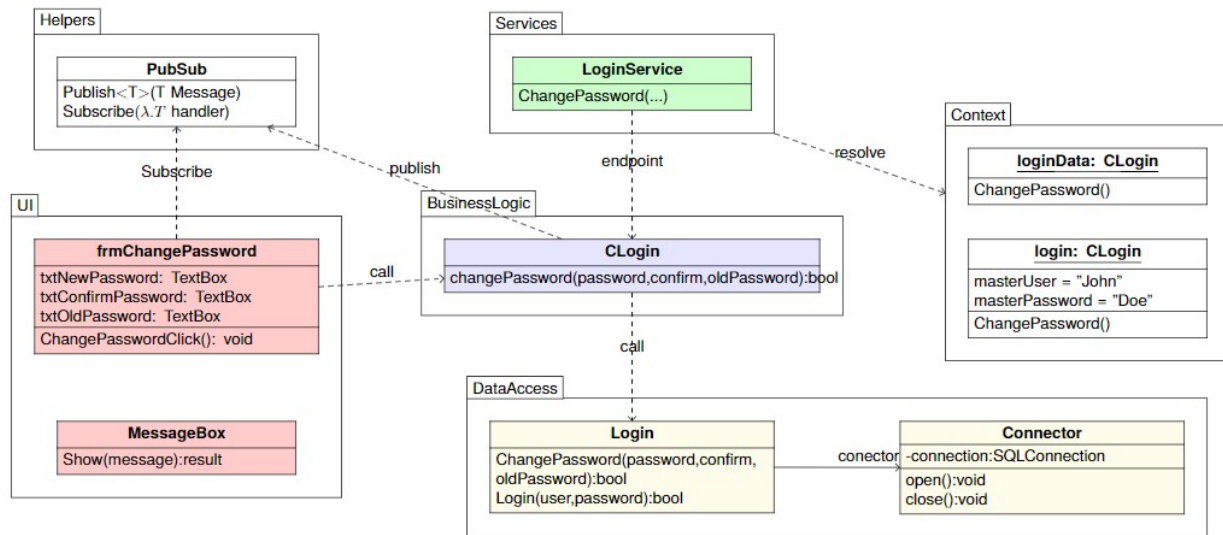 Helpers
PubSub
Publish<T>(T Message)
Subscribe(λ.T handler)
Services
LoginService
ChangePassword(...)
Context
loginData: CLogin
ChangePassword()
login: CLogin
masterUser = ”John”
masterPassword = ”Doe”
ChangePassword()
resolve
endpoint
publish
Subscribe
UI
frmChangePassword
txtNewPassword: TextBox
txtConfirmPassword: TextBox
txtOldPassword: TextBox
ChangePasswordClick(): void
MessageBox
Show(message):result
call
BusinessLogic
CLogin
changePassword(password,confirm,oldPassword):bool
call
DataAccess
Login
ChangePassword(password,confirm,
oldPassword):bool
Login(user,password):bool
conector
Connector
-connection:SQLConnection
open():void
close():void